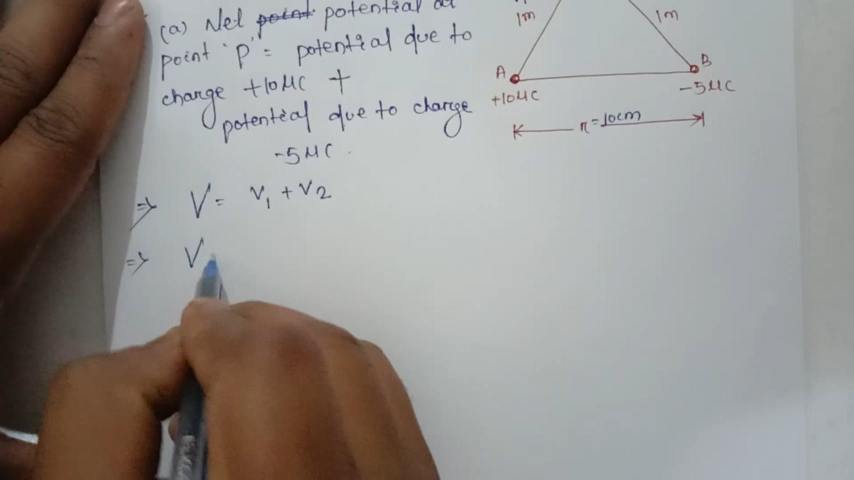 (a) Net point potential at
point 'P' = potential due to
charge +10μC +
potential due to charge
-5μC.
⇒ V = V₁ + V₂
⇒ V
1m
1m
A
B
+10μC
-5μC
r=10cm